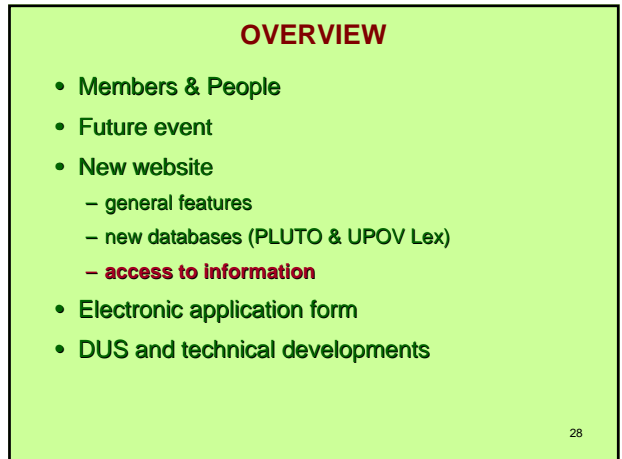 OVERVIEW
• Members & People
• Future event
• New website
– general features
– new databases (PLUTO & UPOV Lex)
– access to information
• Electronic application form
• DUS and technical developments
28